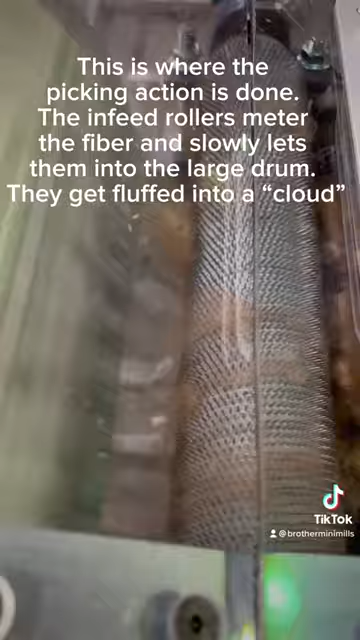 This is where the
picking action is done.
The infeed rollers meter
the fiber and slowly lets
them into the large drum.
They get fluffed into a “cloud”
TikTok
@brotherminimills